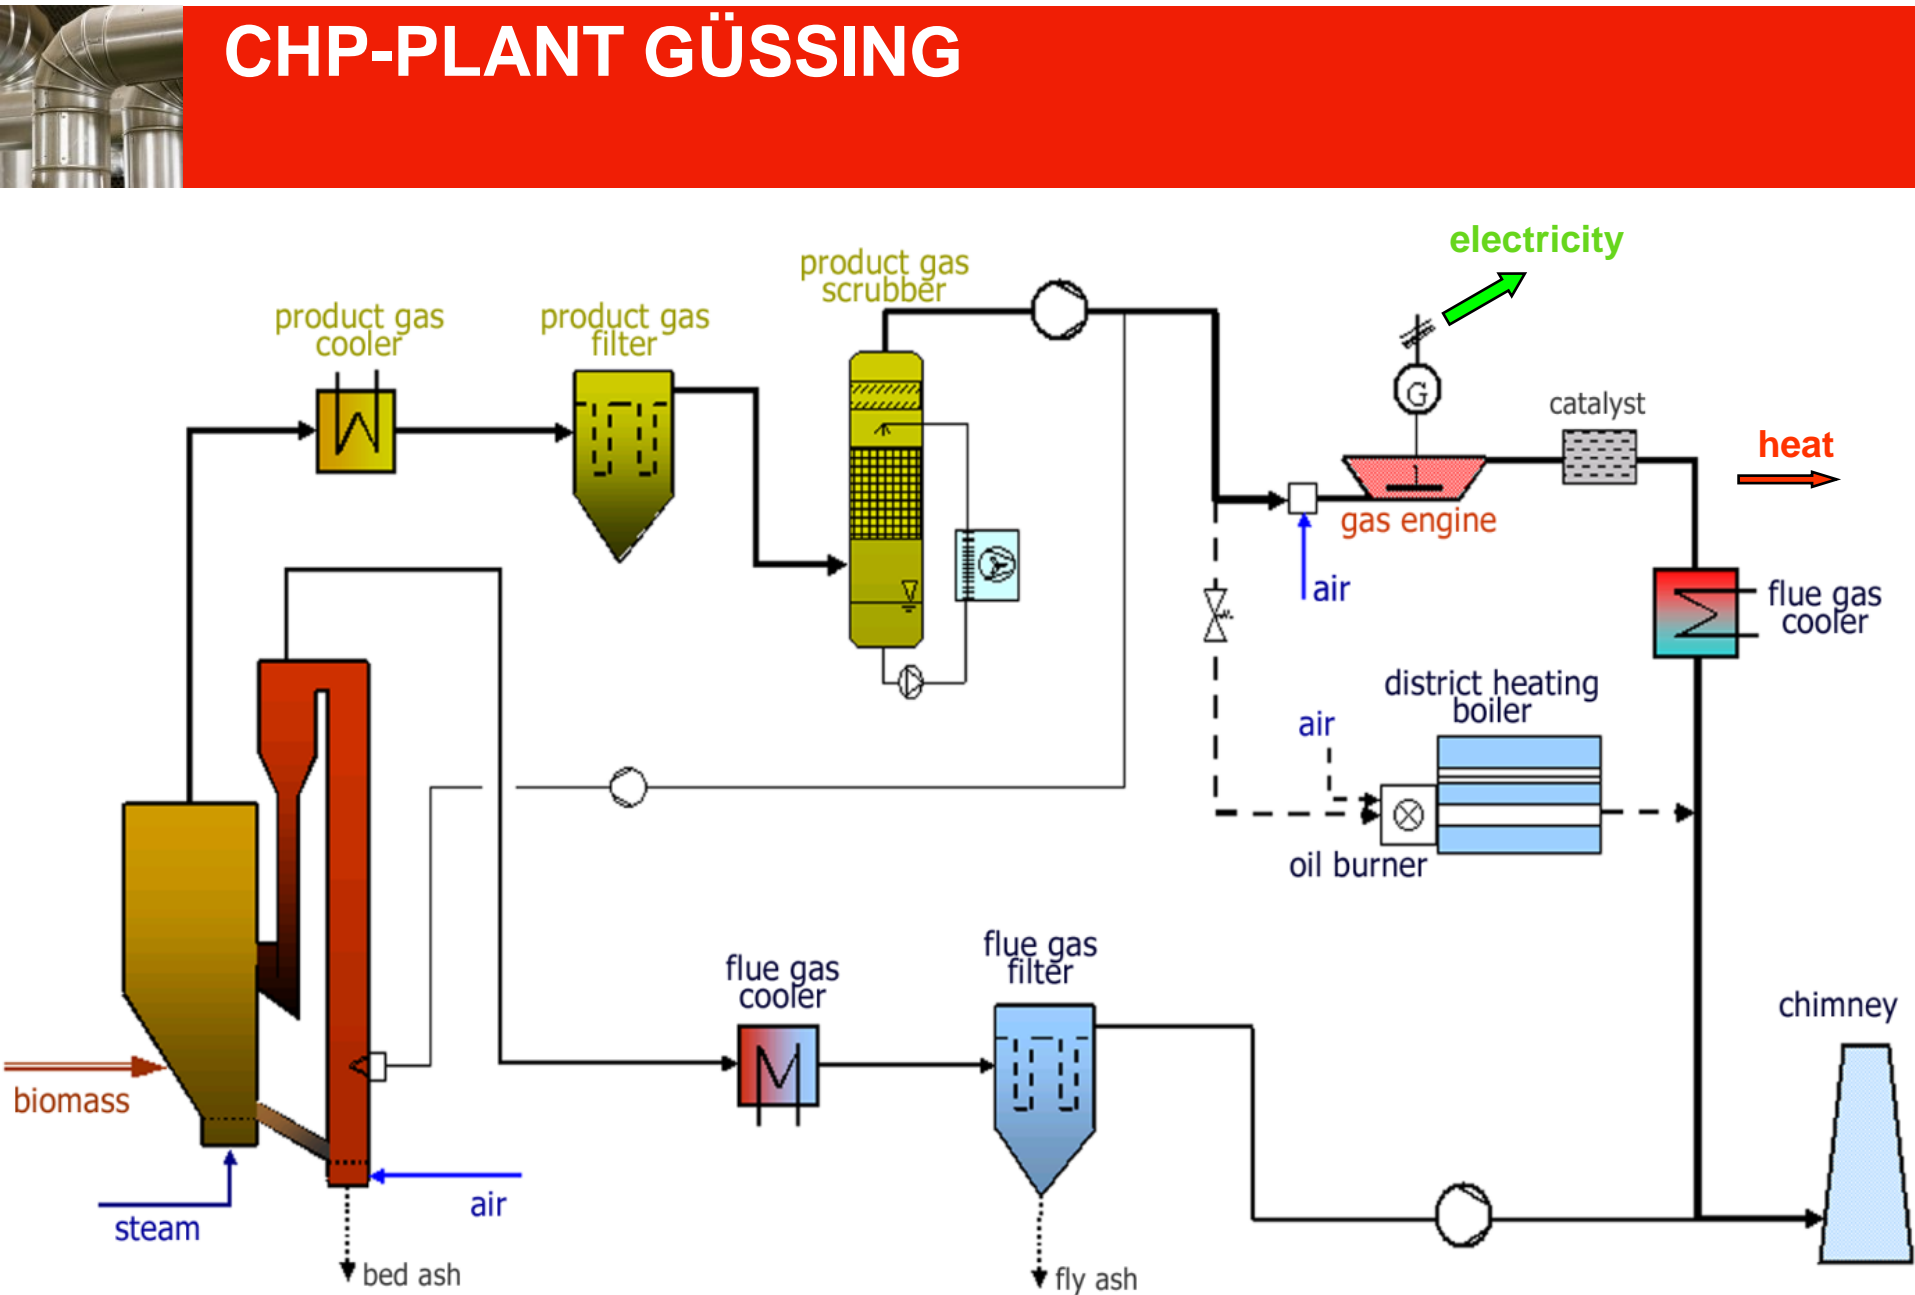 CHP-PLANT GÜSSING
electricity
product gas
scrubber
product gas
cooler
product gas
filter
G
catalyst
heat
gas engine
air
flue gas
cooler
district heating
boiler
air
oil burner
flue gas
filter
flue gas
cooler
chimney
biomass
air
steam
bed ash
fly ash